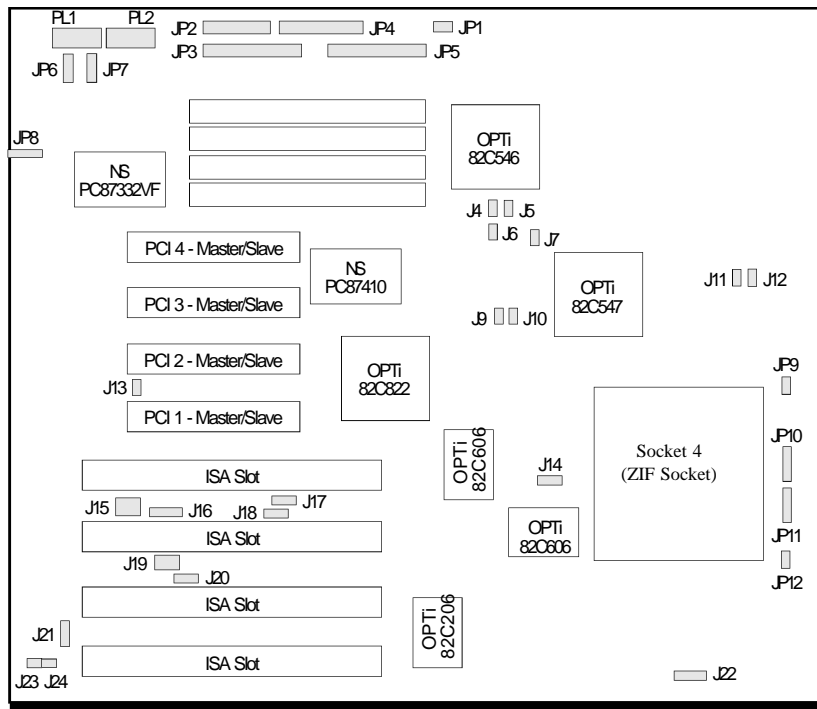 PL1 PL2
JP2 JP4 JP1
JP3 JP5
JP6 JP7
JP8
NS
PC87332VF
OPTi
82C546
J4 J5
J6 J7
PCI 4 - Master/Slave
NS
PC87410
OPTi
82C547
J11 J12
PCI 3 - Master/Slave
J9 J10
PCI 2 - Master/Slave
OPTi
82C822
J13
JP9
PCI 1 - Master/Slave
OPTi
82C606
Socket 4
(ZIF Socket)
JP10
J14
ISA Slot
J15 J16 J17
J18
OPTi
82C606
ISA Slot
JP11
J19
J20
JP12
ISA Slot
OPTi
82C206
J21
ISA Slot
J23 J24
J22